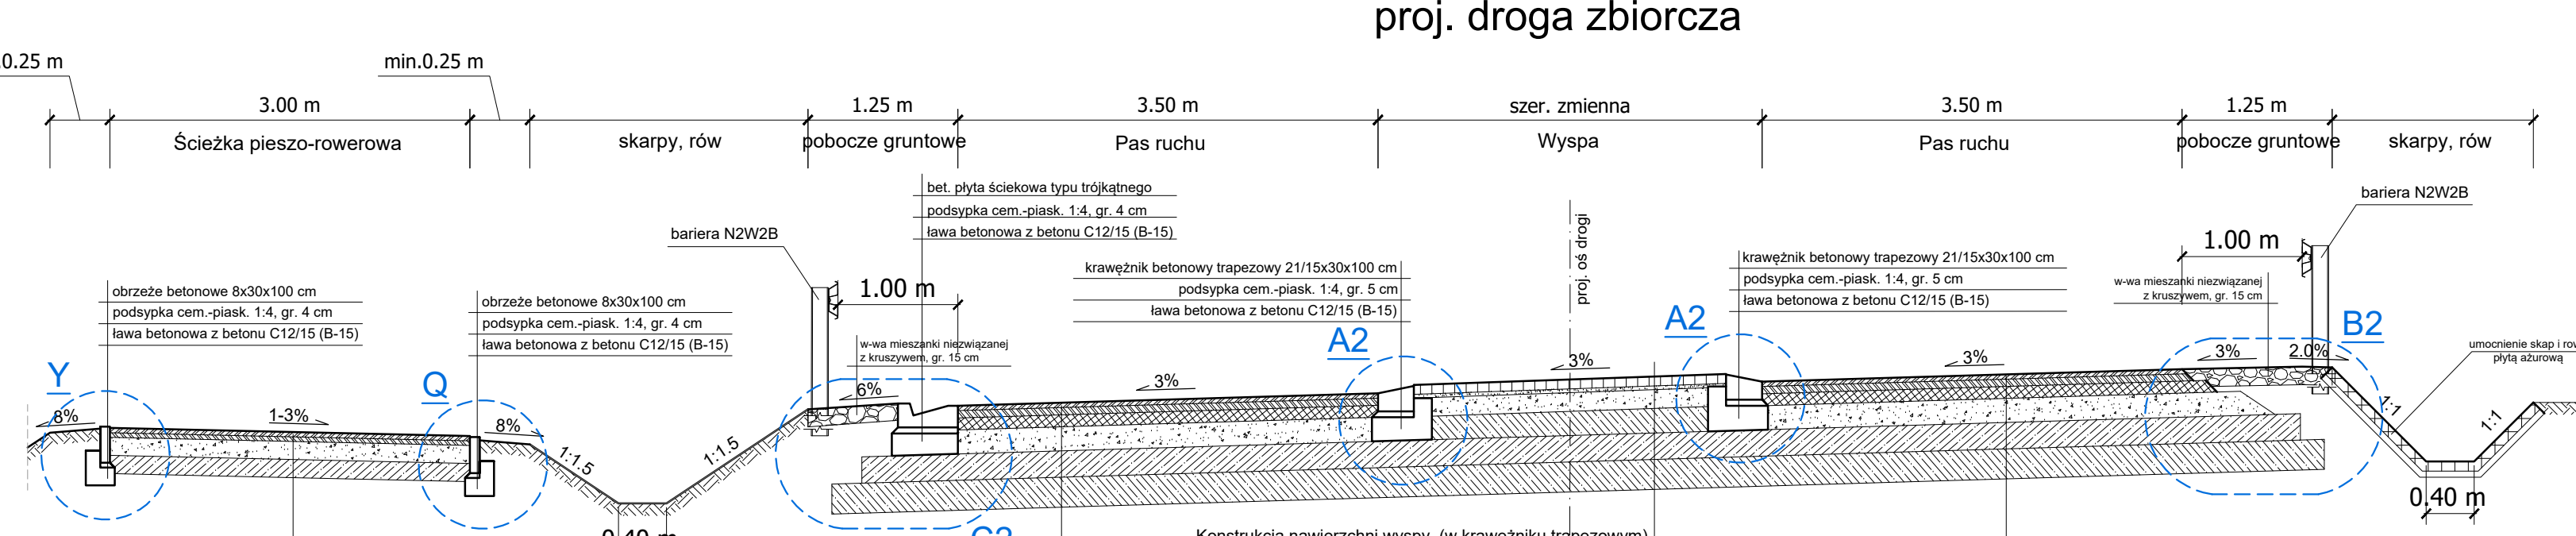 proj. droga zbiorcza
0.25 m
min.0.25 m
3.00 m
1.25 m
3.50 m
szer. zmienna
3.50 m
1.25 m
Ścieżka pieszo-rowerowa
skarpy, rów
pobocze gruntowe
Pas ruchu
Wyspa
Pas ruchu
pobocze gruntowe
skarpy, rów
bet. płyta ściekowa typu trójkątnego
podsypka cem.-piask. 1:4, gr. 4 cm
ława betonowa z betonu C12/15 (B-15)
bariera N2W2B
bariera N2W2B
proj. oś drogi
1.00 m
1.00 m
krawężnik betonowy trapezowy 21/15x30x100 cm
podsypka cem.-piask. 1:4, gr. 5 cm
ława betonowa z betonu C12/15 (B-15)
krawężnik betonowy trapezowy 21/15x30x100 cm
podsypka cem.-piask. 1:4, gr. 5 cm
ława betonowa z betonu C12/15 (B-15)
w-wa mieszanki niezwiązanej
z kruszywem, gr. 15 cm
obrzeże betonowe 8x30x100 cm
podsypka cem.-piask. 1:4, gr. 4 cm
ława betonowa z betonu C12/15 (B-15)
obrzeże betonowe 8x30x100 cm
podsypka cem.-piask. 1:4, gr. 4 cm
ława betonowa z betonu C12/15 (B-15)
w-wa mieszanki niezwiązanej
z kruszywem, gr. 15 cm
A2
A2
B2
umocnienie skap i
płytą ażurową
Y
Q
8%
1-3%
8%
6%
3%
3%
3%
3%
2.0%
1:1.5
1:1.5
1:1
1:1
0.40 m
0.40 m
C2
Konstrukcja nawierzchni wyspy (w krawężniku trapezowym)